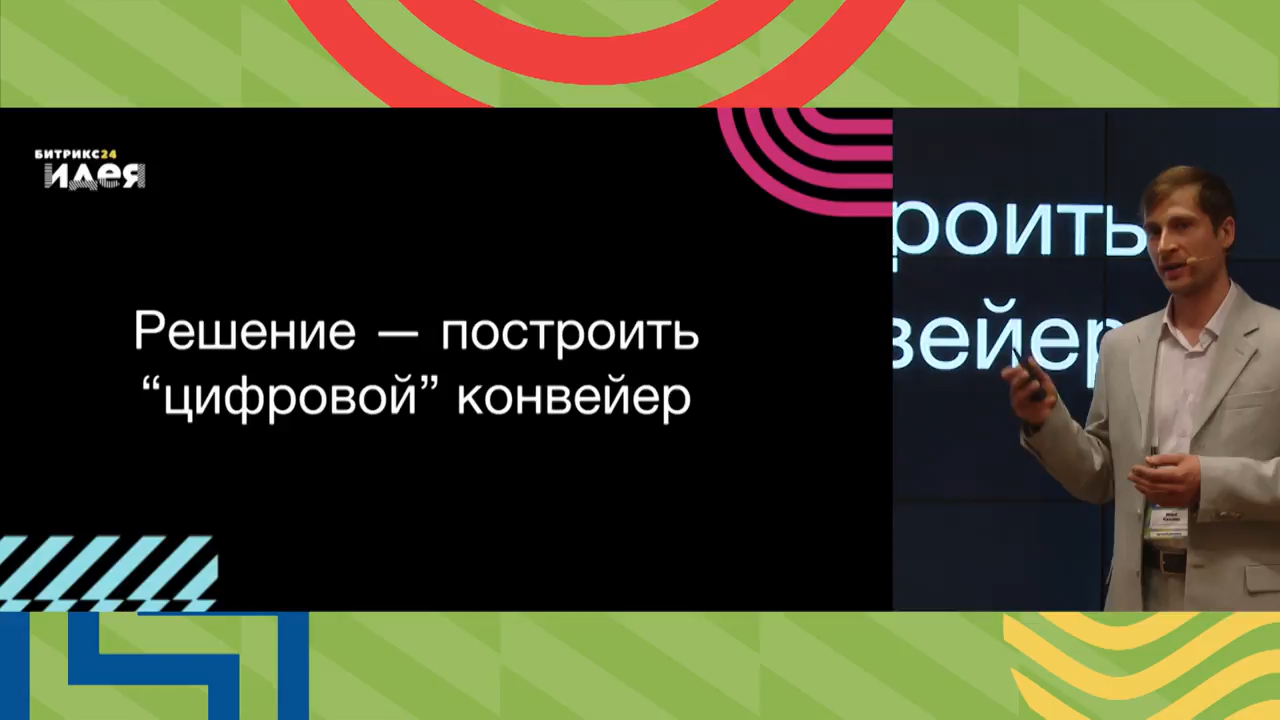 БИТРИКС24
идея
Решение — построить
“цифровой” конвейер
роить
вейер